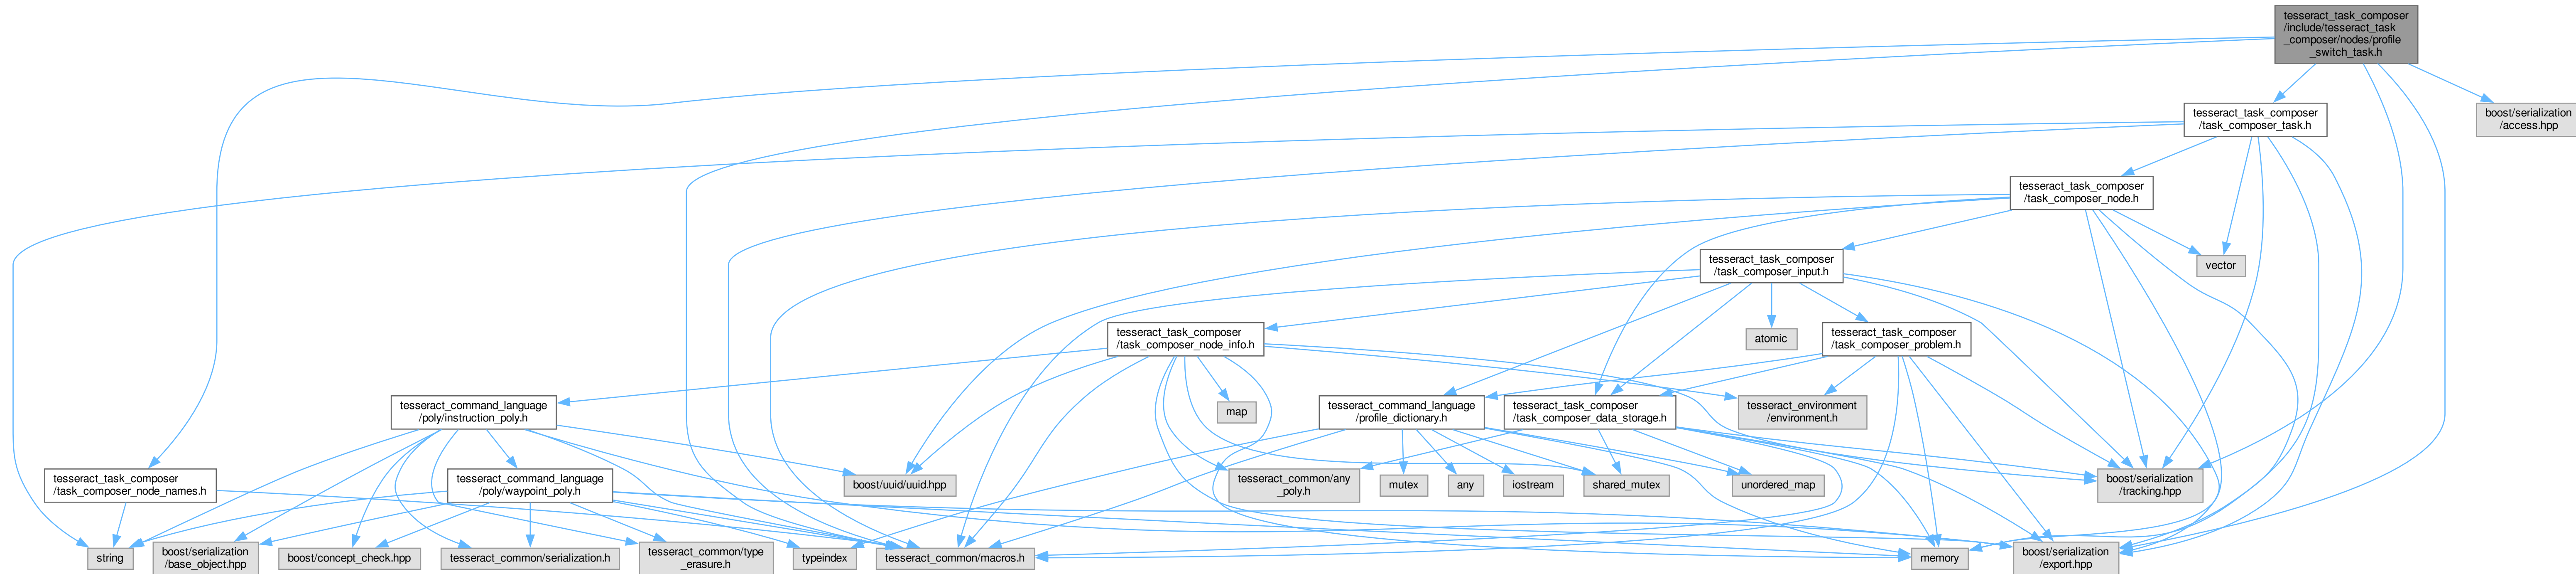 tesseract_task_composer
/include/tesseract_task
_composer/nodes/profile
_switch_task.h
tesseract_task_composer
/task_composer_task.h
boost/serialization
/access.hpp
tesseract_task_composer
/task_composer_node.h
tesseract_task_composer
/task_composer_input.h
vector
tesseract_task_composer
/task_composer_node_info.h
atomic
tesseract_task_composer
/task_composer_problem.h
tesseract_command_language
/poly/instruction_poly.h
map
tesseract_command_language
/profile_dictionary.h
tesseract_task_composer
/task_composer_data_storage.h
tesseract_environment
/environment.h
tesseract_task_composer
/task_composer_node_names.h
tesseract_command_language
/poly/waypoint_poly.h
boost/uuid/uuid.hpp
tesseract_common/any
_poly.h
mutex
any
iostream
shared_mutex
unordered_map
boost/serialization
/tracking.hpp
string
boost/serialization
/base_object.hpp
boost/concept_check.hpp
tesseract_common/serialization.h
tesseract_common/type
_erasure.h
typeindex
tesseract_common/macros.h
memory
boost/serialization
/export.hpp